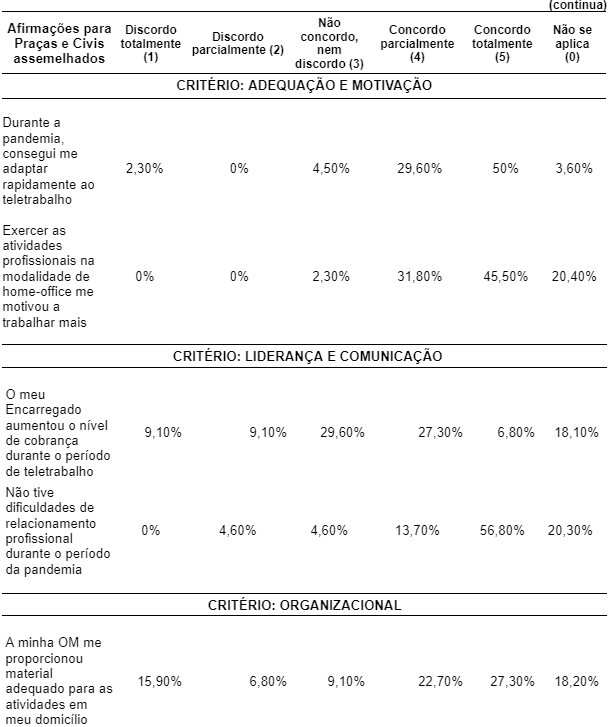 (continua)
Afirmações para Praças e Civis assemelhados | Discordo totalmente (1) | Discordo parcialmente (2) | Não concordo, nem discordo (3) | Concordo parcialmente (4) | Concordo totalmente (5) | Não se aplica (0)
CRITÉRIO: ADEQUAÇÃO E MOTIVAÇÃO
Durante a
pandemia,
consegui me
adaptar
rapidamente ao
teletrabalho
2,30% 0% 4,50% 29,60% 50% 3,60%
Exercer as
atividades
profissionais na
modalidade de
home-office me
motivou a
trabalhar mais
0% 0% 2,30% 31,80% 45,50% 20,40%
CRITÉRIO: LIDERANÇA E COMUNICAÇÃO
O meu
Encarregado
aumentou o nível
de cobrança
durante o período
de teletrabalho
9,10% 9,10% 29,60% 27,30% 6,80% 18,10%
Não tive
dificuldades de
relacionamento
profissional
durante o período
da pandemia
0% 4,60% 4,60% 13,70% 56,80% 20,30%
CRITÉRIO: ORGANIZACIONAL
A minha OM me
proporcionou
material
adequado para as
atividades em
meu domicílio
15,90% 6,80% 9,10% 22,70% 27,30% 18,20%